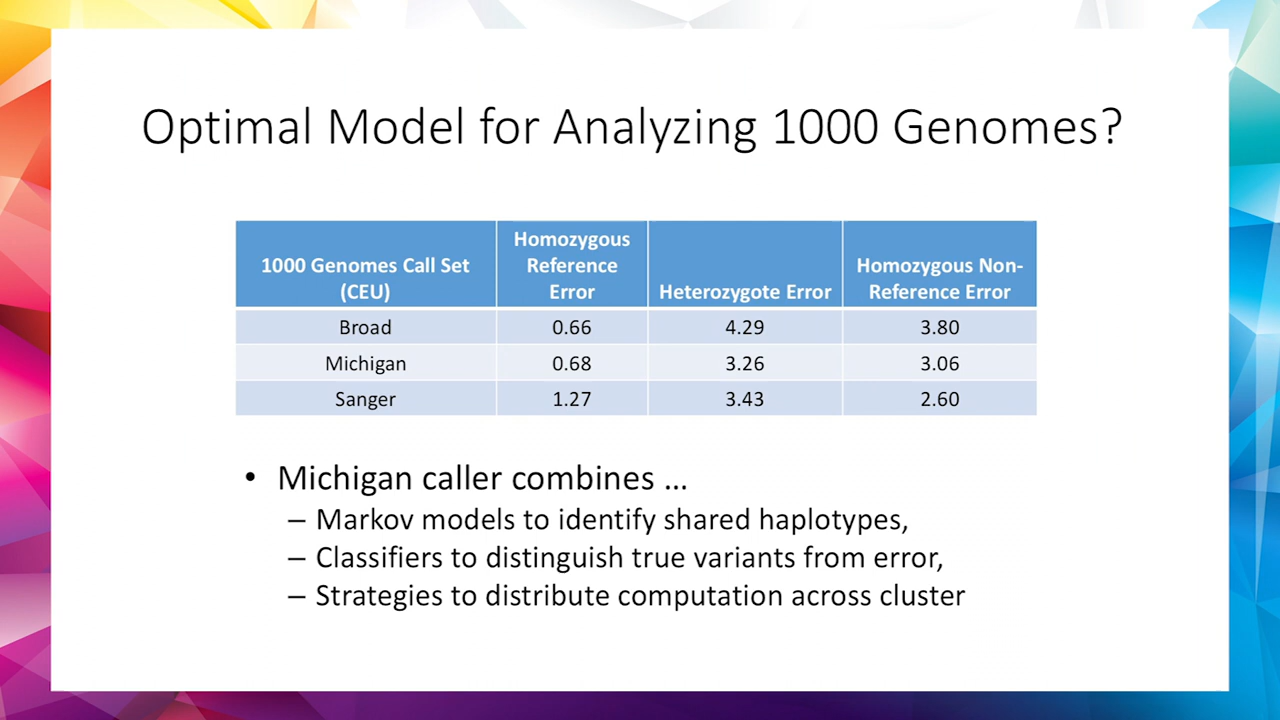 Optimal Model for Analyzing 1000 Genomes?
1000 Genomes Call Set
(CEU)
Homozygous
Reference
Error
Heterozygote Error
Homozygous Non-
Reference Error
Broad 0.66 4.29 3.80
Michigan 0.68 3.26 3.06
Sanger 1.27 3.43 2.60
• Michigan caller combines …
– Markov models to identify shared haplotypes,
– Classifiers to distinguish true variants from error,
– Strategies to distribute computation across cluster